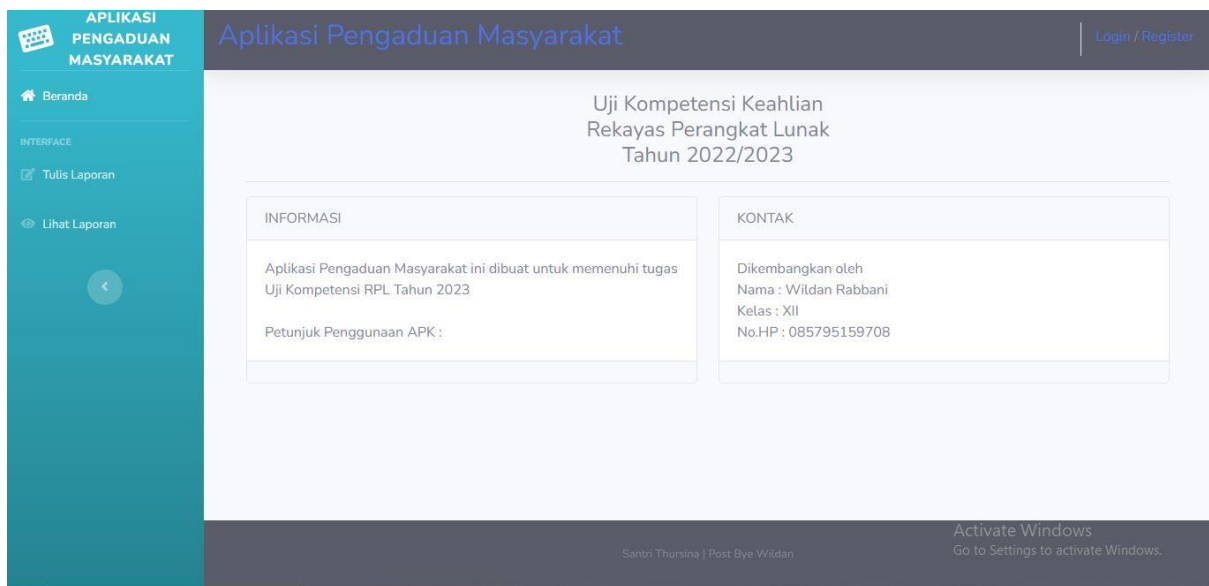 APLIKASI
PENGADUAN
MASYARAKAT
Aplikasi Pengaduan Masyarakat
Login / Register
Beranda
INTERFACE
Tulis Laporan
Lihat Laporan
Uji Kompetensi Keahlian
Rekayas Perangkat Lunak
Tahun 2022/2023
INFORMASI
Aplikasi Pengaduan Masyarakat ini dibuat untuk memenuhi tugas
Uji Kompetensi RPL Tahun 2023
Petunjuk Penggunaan APK :
KONTAK
Dikembangkan oleh
Nama : Wildan Rabbani
Kelas : XII
No.HP : 085795159708
Santri Thursina | Post Bye Wildan
Activate Windows
Go to Settings to activate Windows.